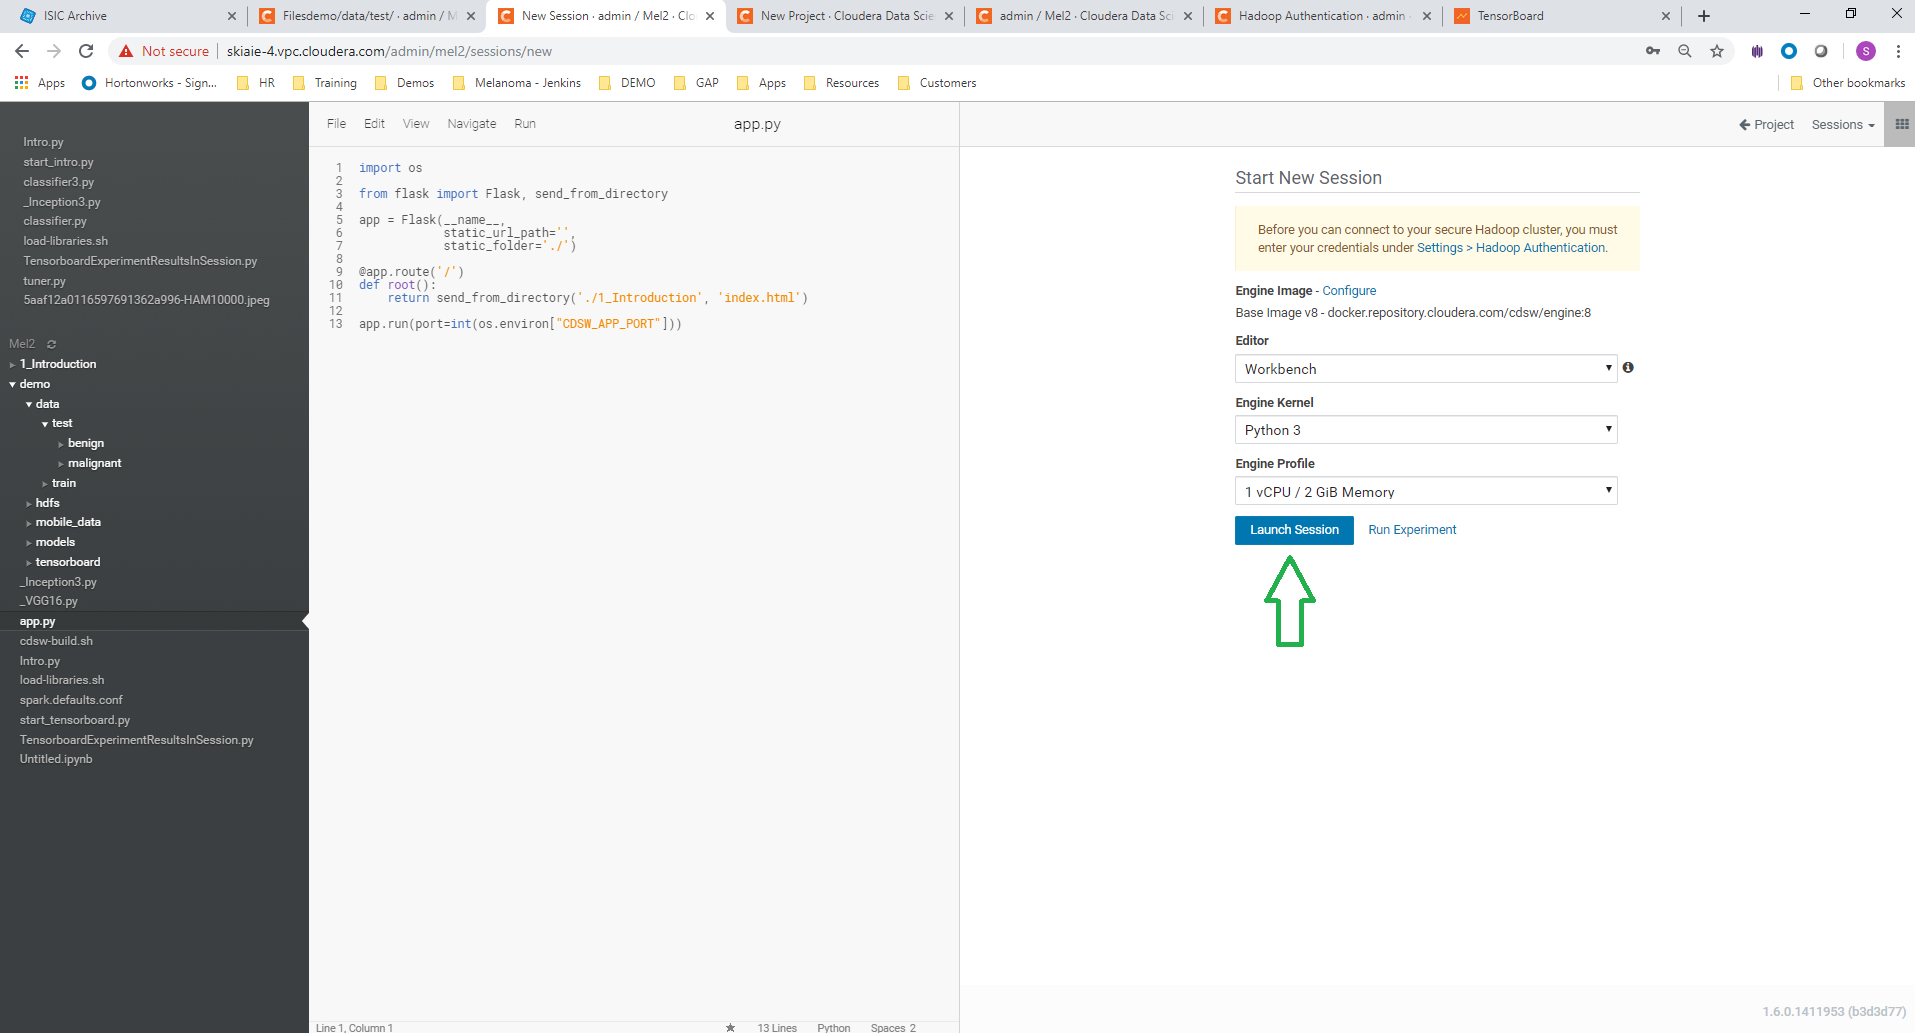 ISIC Archive
Filesdemo/data/test/ · admin / M
New Session · admin / Mel2 · Clo
New Project · Cloudera Data Scie
admin / Mel2 · Cloudera Data Sci
Hadoop Authentication · admin
TensorBoard
Not secure
skiaie-4.vpc.cloudera.com/admin/mel2/sessions/new
S
Apps
Hortonworks - Sign...
HR
Training
Demos
Melanoma - Jenkins
DEMO
GAP
Apps
Resources
Customers
Other bookmarks
Intro.py
start_intro.py
classifier3.py
_Inception3.py
classifier.py
load-libraries.sh
TensorboardExperimentResultsInSession.py
tuner.py
5aaf12a0116597691362a996-HAM10000.jpeg
Mel2
1_Introduction
demo
data
test
benign
malignant
train
hdfs
mobile_data
models
tensorboard
_Inception3.py
_VGG16.py
app.py
cdsw-build.sh
Intro.py
load-libraries.sh
spark.defaults.conf
start_tensorboard.py
TensorboardExperimentResultsInSession.py
Untitled.ipynb
File Edit View Navigate Run
app.py
1 import os
2
3 from flask import Flask, send_from_directory
4
5 app = Flask(__name__,
6 static_url_path='',
7 static_folder='./')
8
9 @app.route('/')
10 def root():
11 return send_from_directory('./1_Introduction', 'index.html')
12
13 app.run(port=int(os.environ["CDSW_APP_PORT"]))
Line 1, Column 1
★ 13 Lines Python Spaces 2
Project
Sessions
Start New Session
Before you can connect to your secure Hadoop cluster, you must
enter your credentials under Settings > Hadoop Authentication.
Engine Image - Configure
Base Image v8 - docker.repository.cloudera.com/cdsw/engine:8
Editor
Workbench
Engine Kernel
Python 3
Engine Profile
1 vCPU / 2 GiB Memory
Launch Session
Run Experiment
1.6.0.1411953 (b3d3d77)